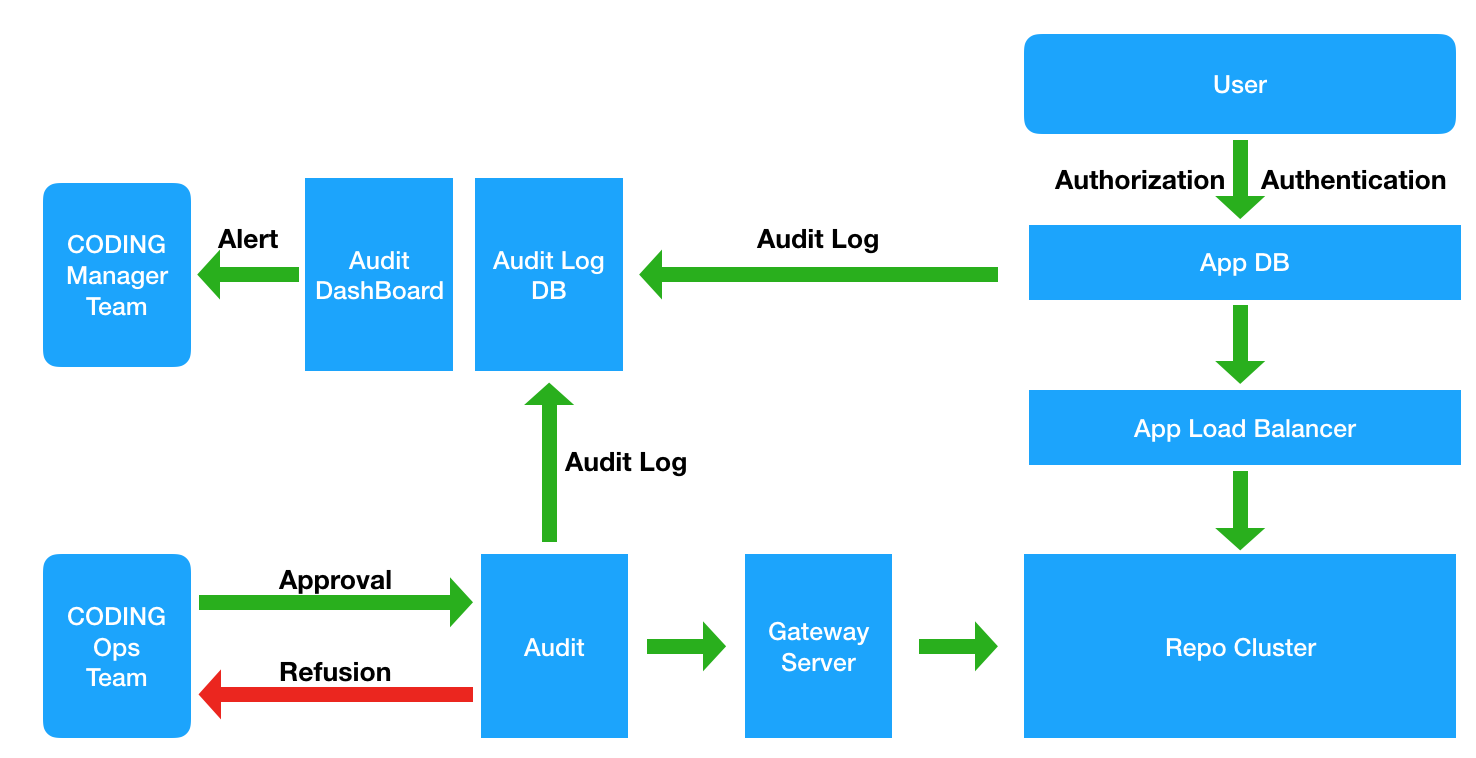 User
Authorization
Authentication
CODING
Manager
Team
Alert
Audit
DashBoard
Audit Log
DB
Audit Log
App DB
App Load Balancer
Audit Log
CODING
Ops
Team
Approval
Refusion
Audit
Gateway
Server
Repo Cluster